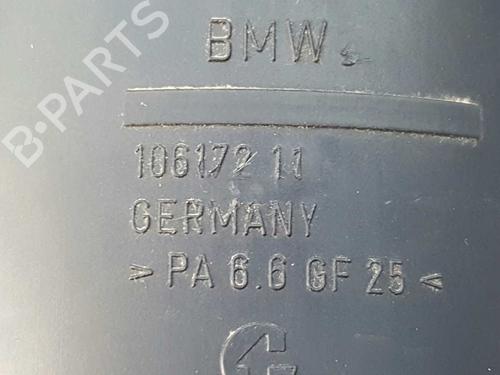 B-PARTS
BMW
106172 11
GERMANY
> PA 6.6 GF 25 <